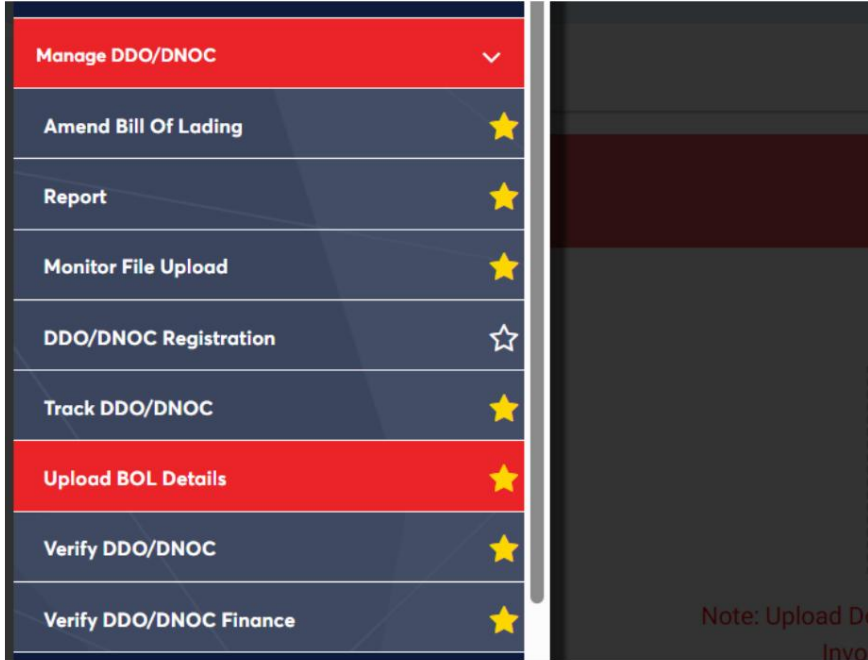 Manage DDO/DNOC
Amend Bill Of Lading
Report
Monitor File Upload
DDO/DNOC Registration
Track DDO/DNOC
Upload BOL Details
Verify DDO/DNOC
Verify DDO/DNOC Finance
Note: Upload